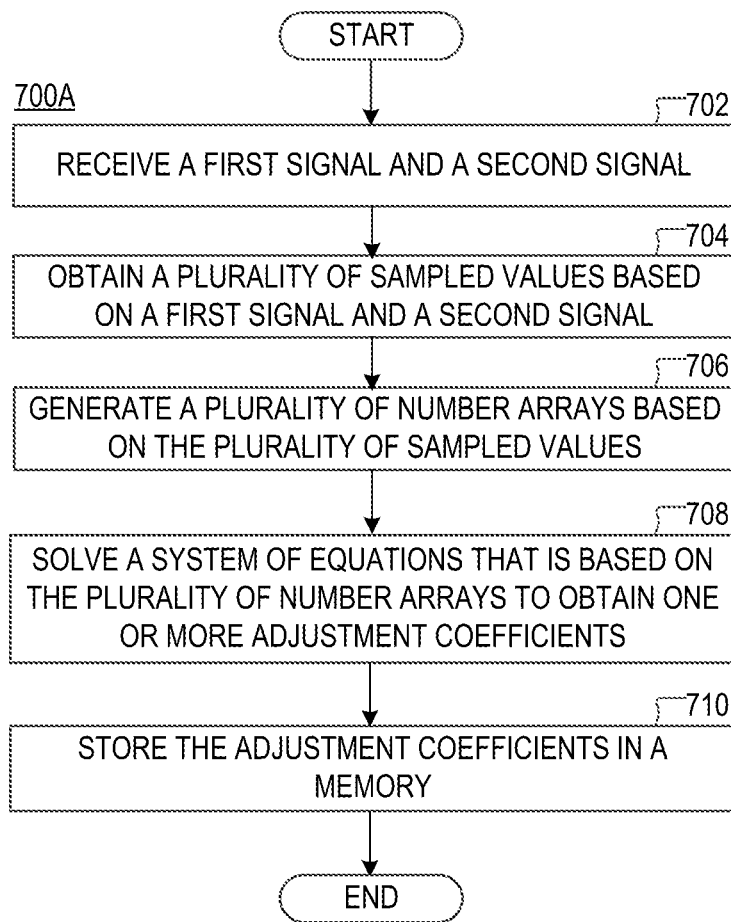 START
700A
702
RECEIVE A FIRST SIGNAL AND A SECOND SIGNAL
704
OBTAIN A PLURALITY OF SAMPLED VALUES BASED
ON A FIRST SIGNAL AND A SECOND SIGNAL
706
GENERATE A PLURALITY OF NUMBER ARRAYS BASED
ON THE PLURALITY OF SAMPLED VALUES
708
SOLVE A SYSTEM OF EQUATIONS THAT IS BASED ON
THE PLURALITY OF NUMBER ARRAYS TO OBTAIN ONE
OR MORE ADJUSTMENT COEFFICIENTS
710
STORE THE ADJUSTMENT COEFFICIENTS IN A
MEMORY
END